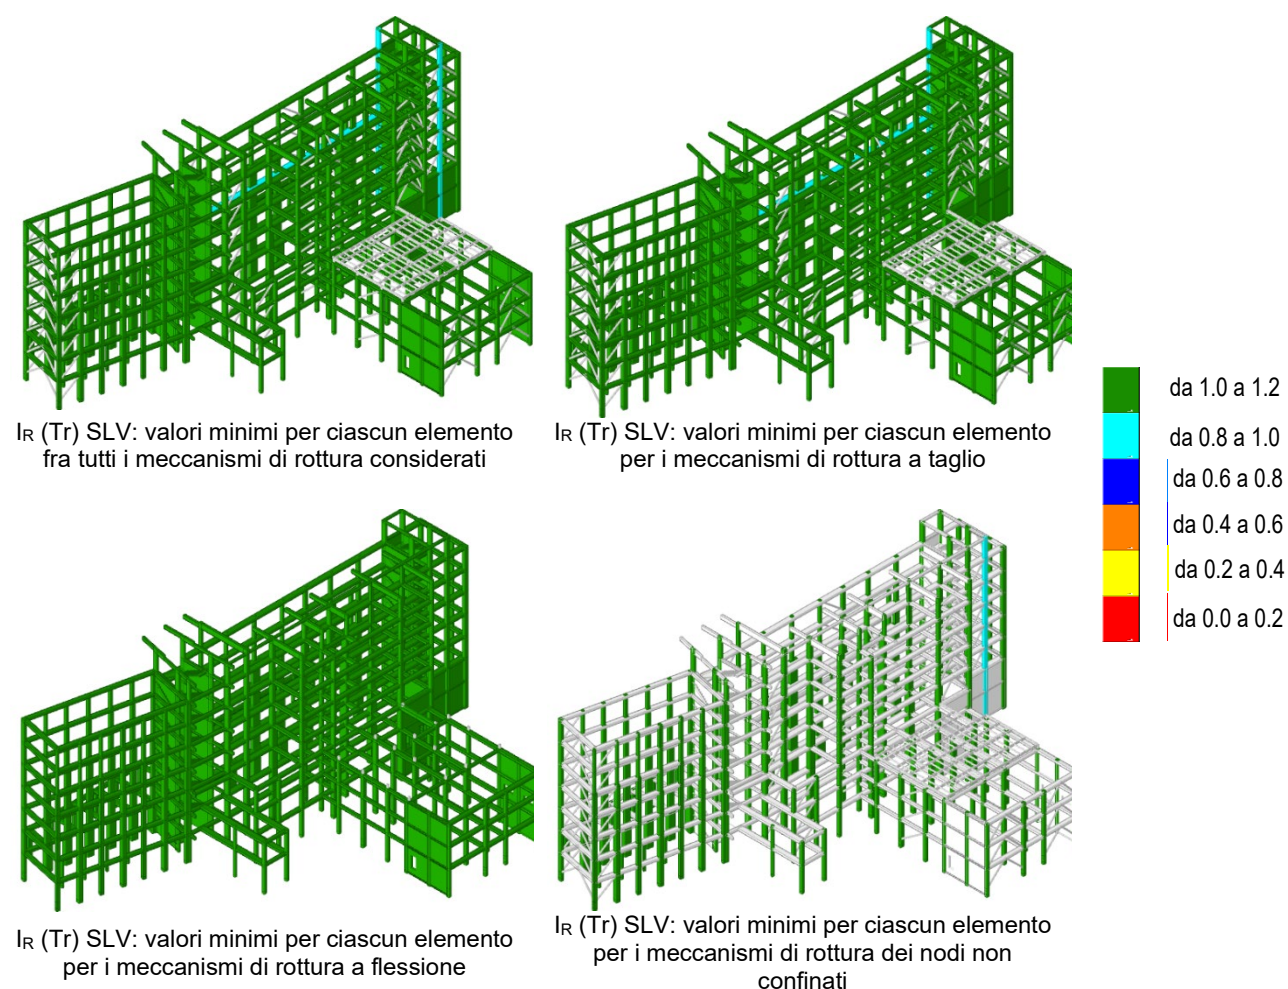 I_R (Tr) SLV: valori minimi per ciascun elemento
fra tutti i meccanismi di rottura considerati
I_R (Tr) SLV: valori minimi per ciascun elemento
per i meccanismi di rottura a taglio
da 1.0 a 1.2
da 0.8 a 1.0
da 0.6 a 0.8
da 0.4 a 0.6
da 0.2 a 0.4
da 0.0 a 0.2
I_R (Tr) SLV: valori minimi per ciascun elemento
per i meccanismi di rottura a flessione
I_R (Tr) SLV: valori minimi per ciascun elemento
per i meccanismi di rottura dei nodi non
confinati